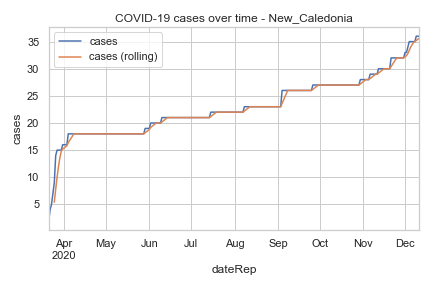 COVID-19 cases over time - New_Caledonia
cases
cases (rolling)
cases
35
30
25
20
15
10
5
Apr May Jun Jul Aug Sep Oct Nov Dec
2020
dateRep